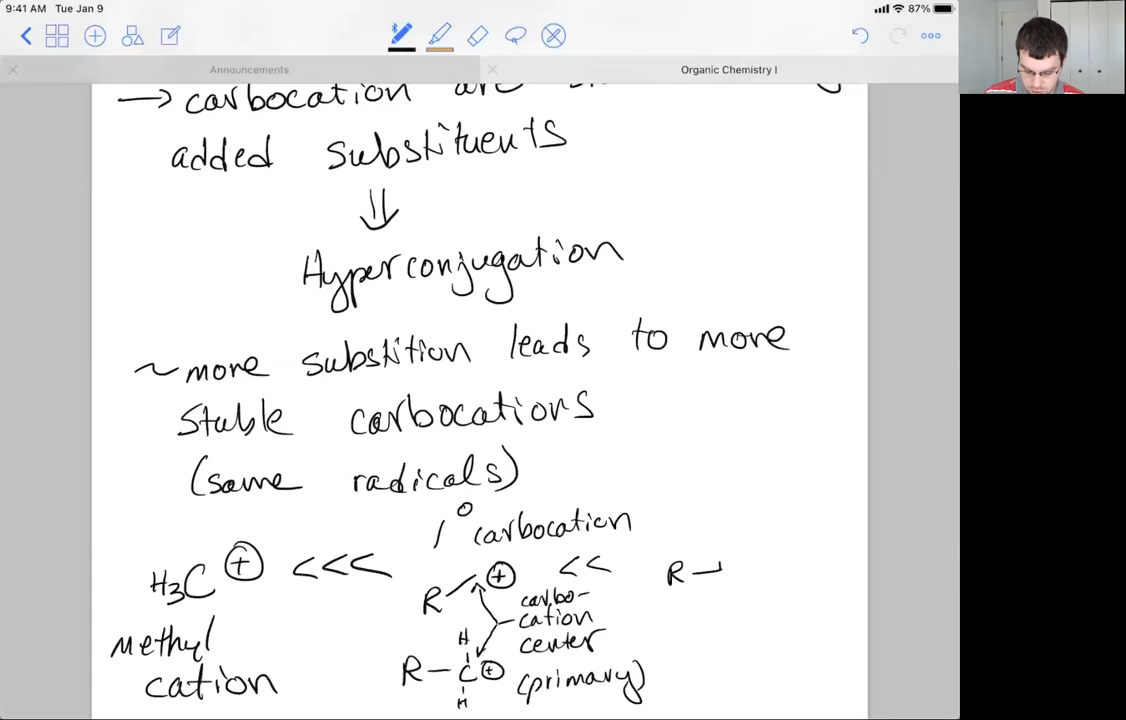 9:41 AM Tue Jan 9
87%
Announcements
Organic Chemistry I
→ carbocation are
added substituents
⇓
Hyperconjugation
~ more substition leads to more
stable carbocations
(same radicals)
1° carbocation
H3C ⊕ <<< R ⊕ << R
carbo-
cation
center
(primary)
methyl
cation
H
R - C ⊕
H